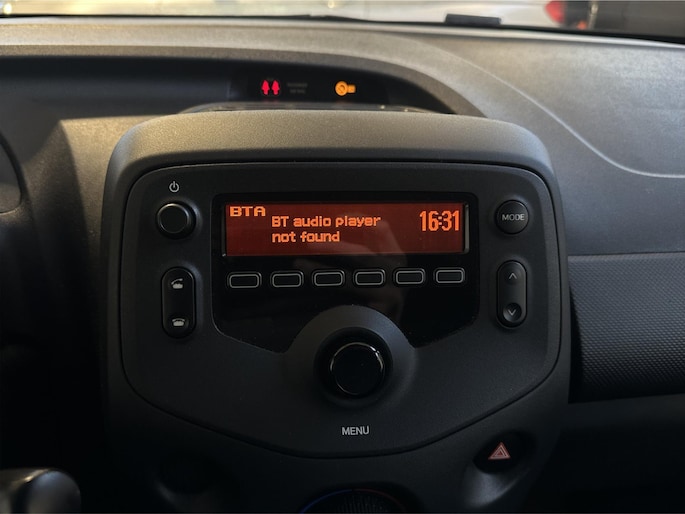 BTA
BT audio player
not found
16:31
MODE
MENU